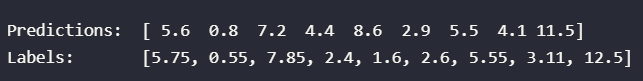 Predictions:  [ 5.6  0.8  7.2  4.4  8.6  2.9  5.5  4.1 11.5]
Labels:       [5.75, 0.55, 7.85, 2.4, 1.6, 2.6, 5.55, 3.11, 12.5]